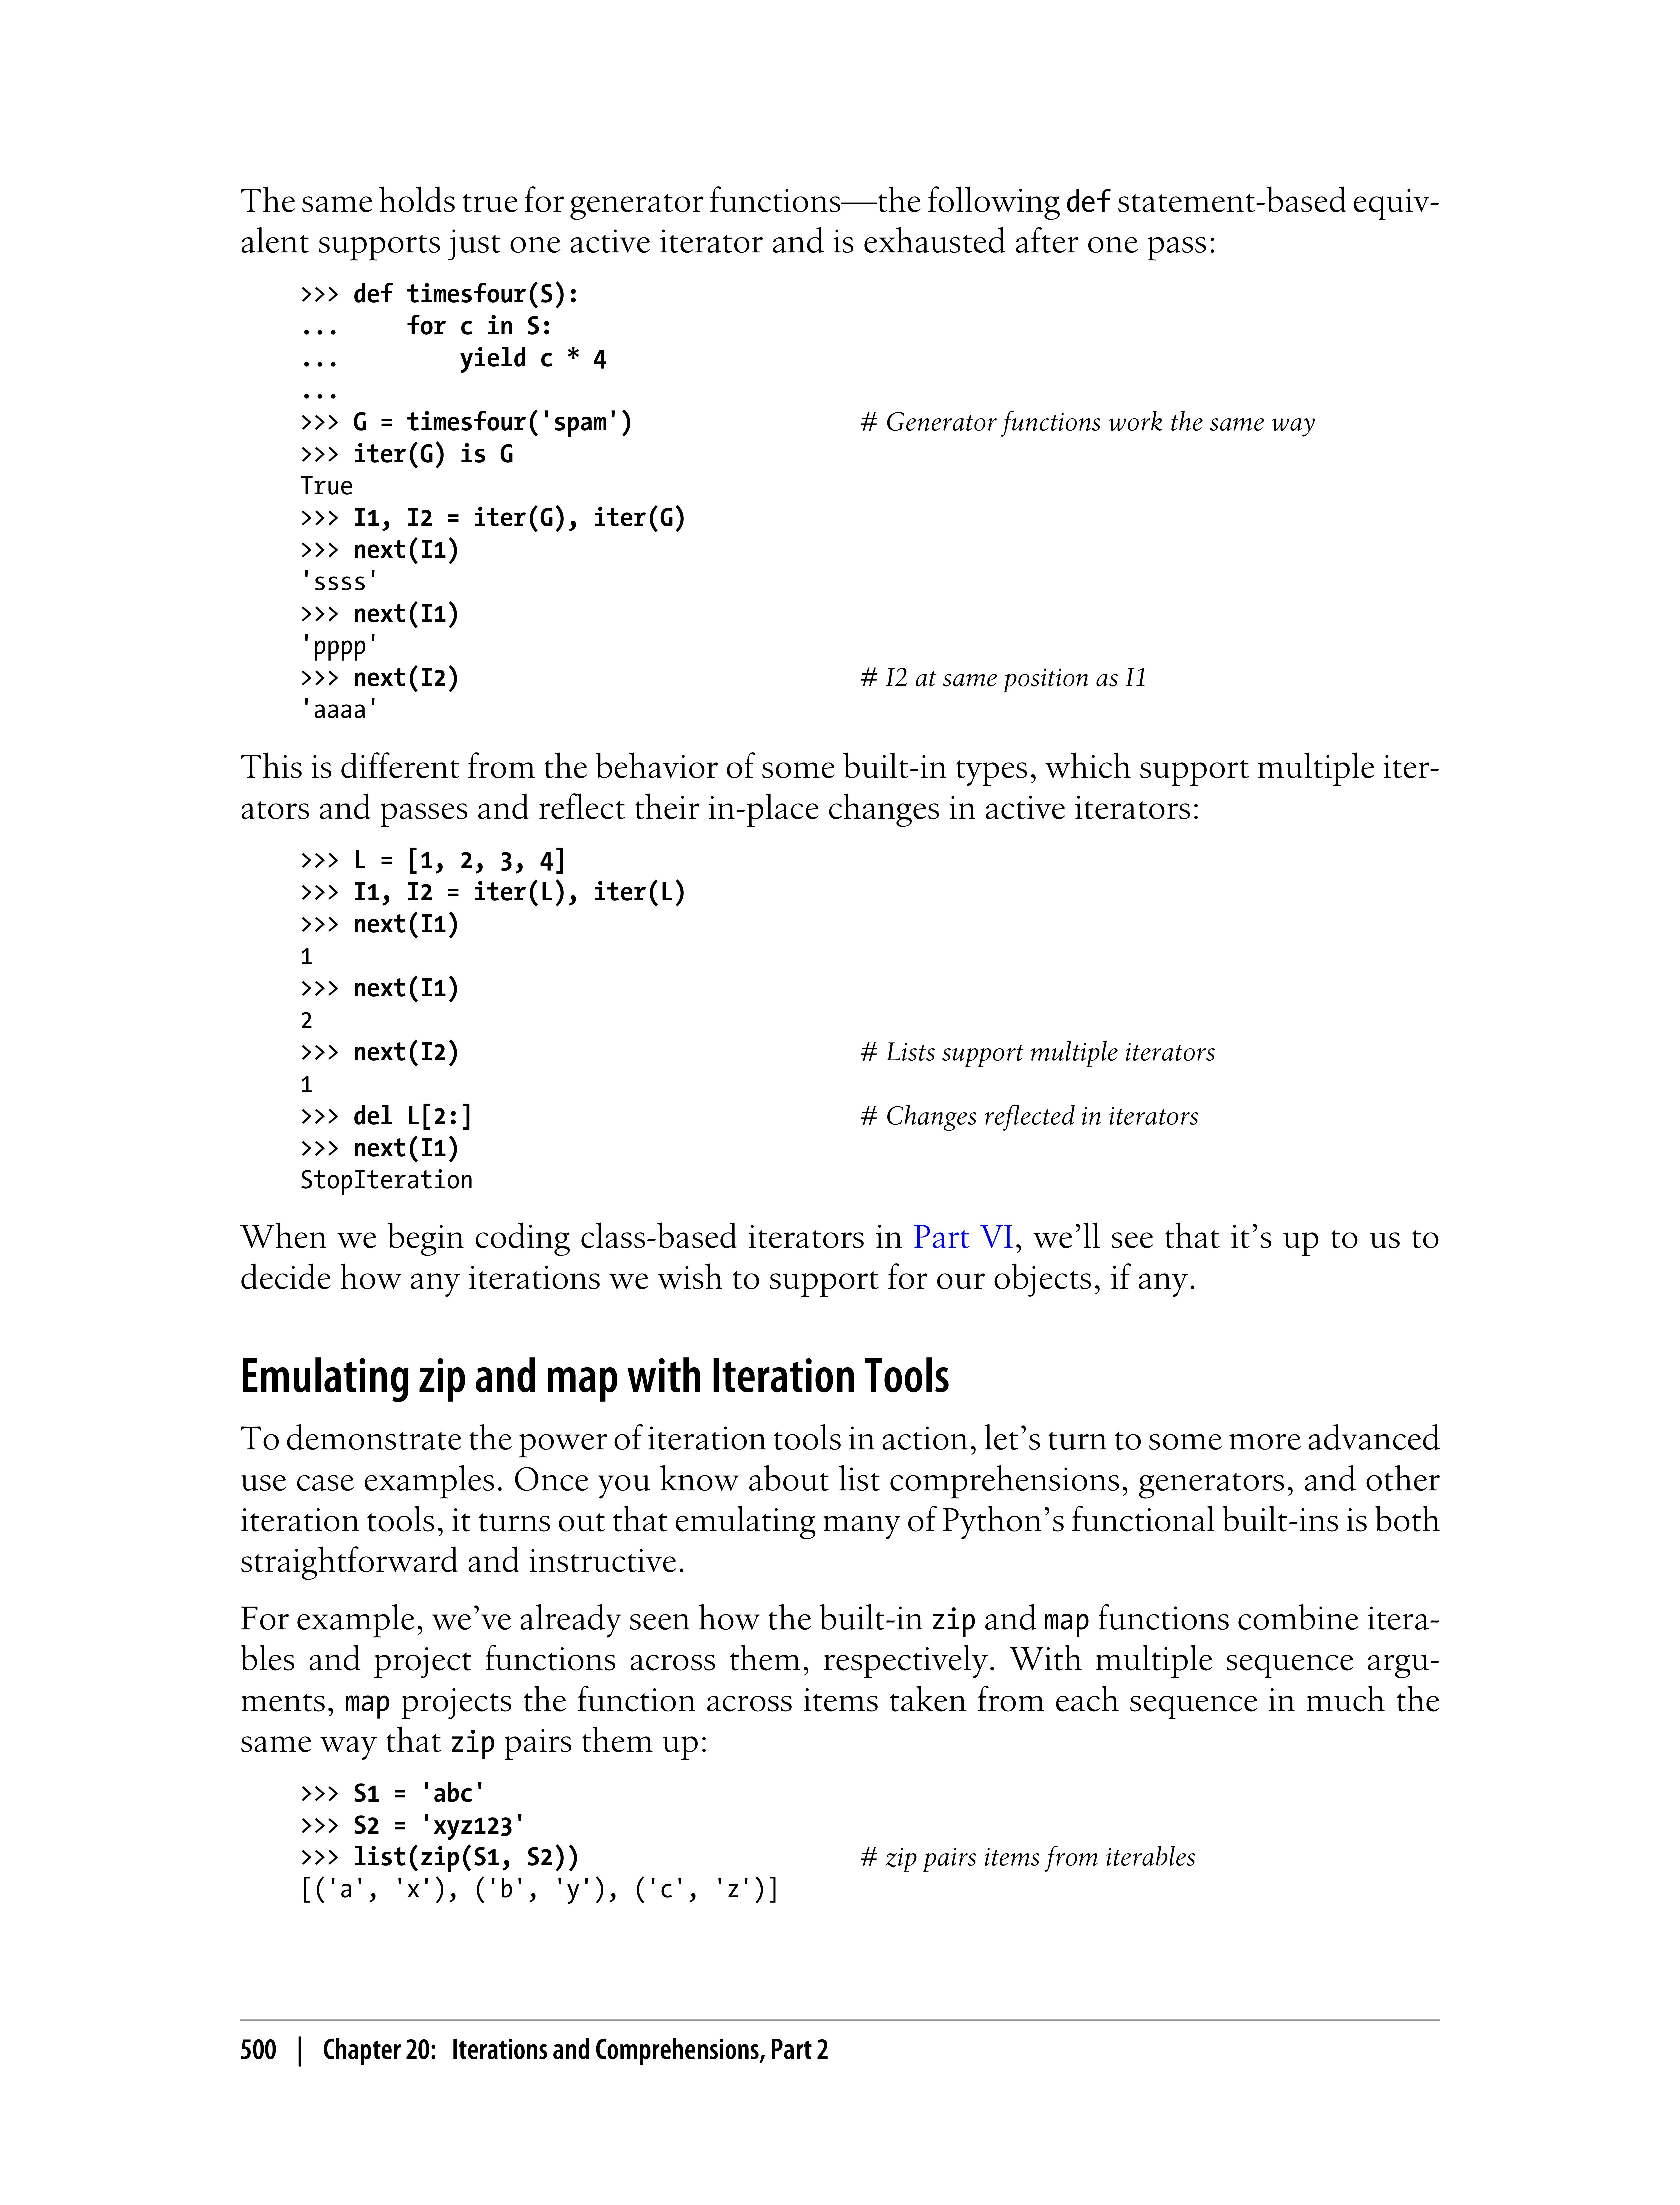 The same holds true for generator functions—the following def statement-based equiv-
alent supports just one active iterator and is exhausted after one pass:
>>> def timesfour(S):
...     for c in S:
...         yield c * 4
...
>>> G = timesfour('spam')                 # Generator functions work the same way
>>> iter(G) is G
True
>>> I1, I2 = iter(G), iter(G)
>>> next(I1)
'ssss'
>>> next(I1)
'pppp'
>>> next(I2)                              # I2 at same position as I1
'aaaa'
This is different from the behavior of some built-in types, which support multiple iter-
ators and passes and reflect their in-place changes in active iterators:
>>> L = [1, 2, 3, 4]
>>> I1, I2 = iter(L), iter(L)
>>> next(I1)
1
>>> next(I1)
2
>>> next(I2)                              # Lists support multiple iterators
1
>>> del L[2:]                             # Changes reflected in iterators
>>> next(I1)
StopIteration
When we begin coding class-based iterators in Part VI, we’ll see that it’s up to us to
decide how any iterations we wish to support for our objects, if any.
Emulating zip and map with Iteration Tools
To demonstrate the power of iteration tools in action, let’s turn to some more advanced
use case examples. Once you know about list comprehensions, generators, and other
iteration tools, it turns out that emulating many of Python’s functional built-ins is both
straightforward and instructive.
For example, we’ve already seen how the built-in zip and map functions combine itera-
bles and project functions across them, respectively. With multiple sequence argu-
ments, map projects the function across items taken from each sequence in much the
same way that zip pairs them up:
>>> S1 = 'abc'
>>> S2 = 'xyz123'
>>> list(zip(S1, S2))                     # zip pairs items from iterables
[('a', 'x'), ('b', 'y'), ('c', 'z')]
500 | Chapter 20: Iterations and Comprehensions, Part 2